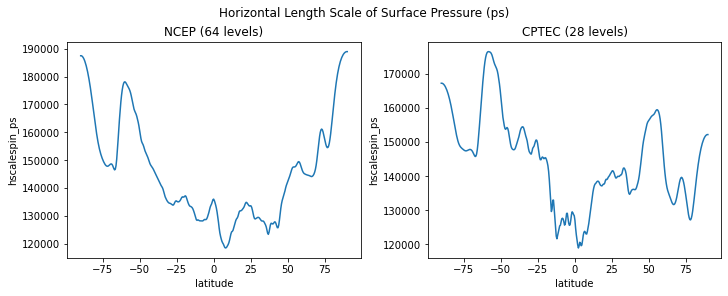 Horizontal Length Scale of Surface Pressure (ps)
NCEP (64 levels)
190000
180000
170000
160000
150000
140000
130000
120000
hscalespin_ps
−75 −50 −25 0 25 50 75
latitude
CPTEC (28 levels)
170000
160000
150000
140000
130000
120000
hscalespin_ps
−75 −50 −25 0 25 50 75
latitude